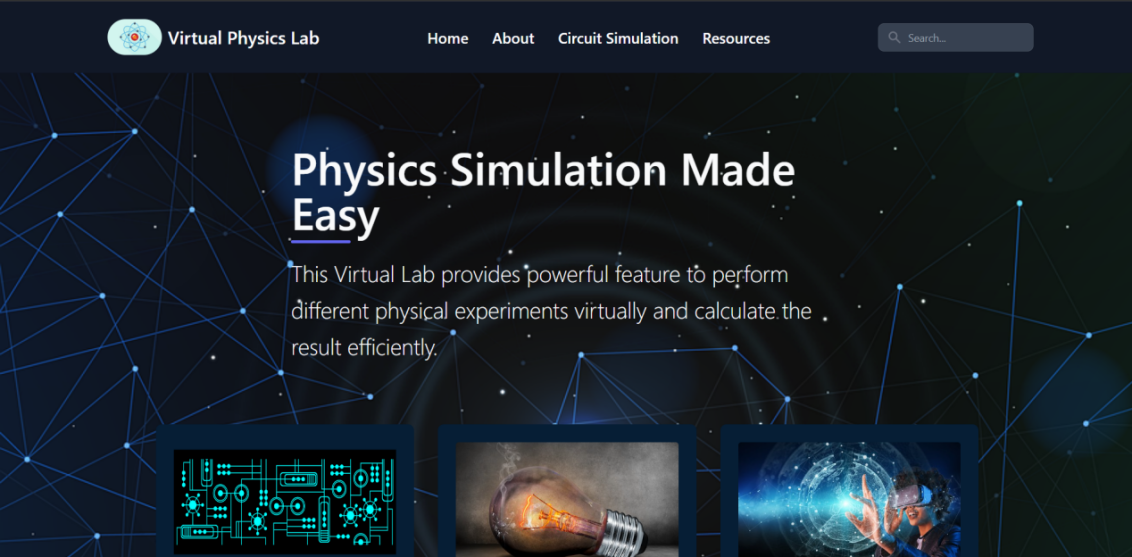 Virtual Physics Lab
Home About Circuit Simulation Resources
Search...
Physics Simulation Made
Easy
This Virtual Lab provides powerful feature to perform
different physical experiments virtually and calculate the
result efficiently.